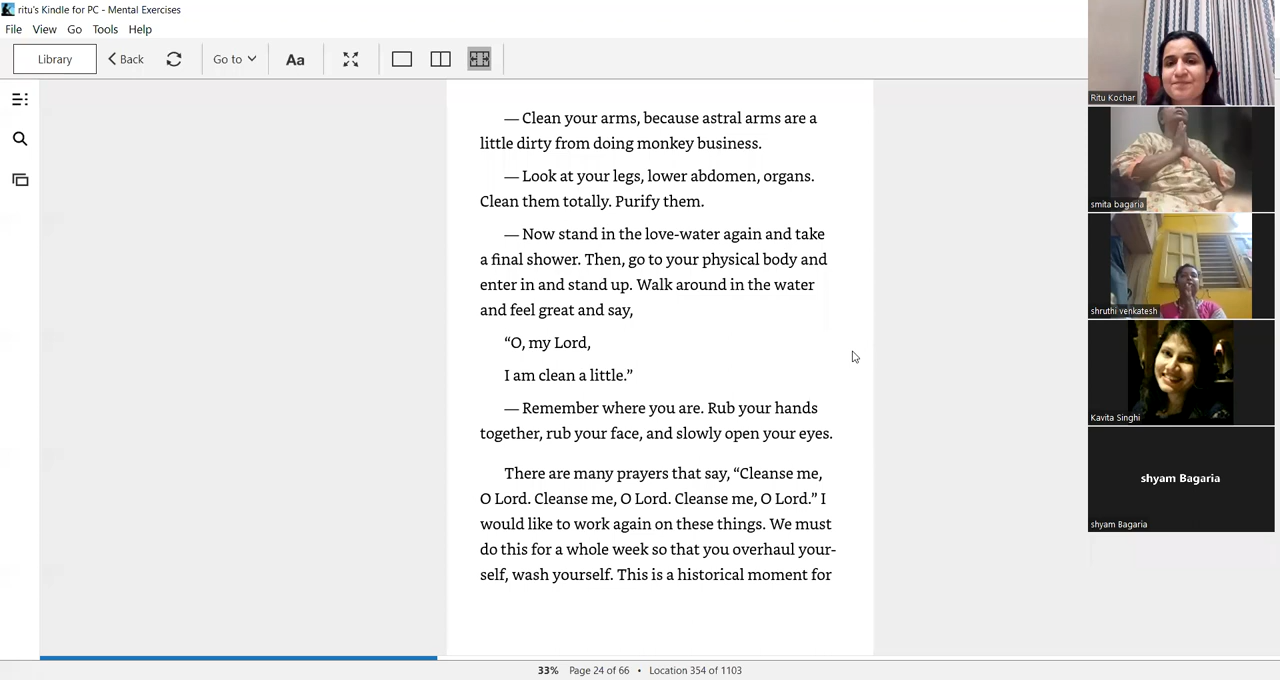 ritu's Kindle for PC - Mental Exercises
File View Go Tools Help
Library Back Go to Aa
— Clean your arms, because astral arms are a
little dirty from doing monkey business.
— Look at your legs, lower abdomen, organs.
Clean them totally. Purify them.
— Now stand in the love-water again and take
a final shower. Then, go to your physical body and
enter in and stand up. Walk around in the water
and feel great and say,
“O, my Lord,
I am clean a little.”
— Remember where you are. Rub your hands
together, rub your face, and slowly open your eyes.
There are many prayers that say, “Cleanse me,
O Lord. Cleanse me, O Lord. Cleanse me, O Lord.” I
would like to work again on these things. We must
do this for a whole week so that you overhaul your-
self, wash yourself. This is a historical moment for
33% Page 24 of 66 • Location 354 of 1103
Ritu Kochar
smita bagaria
shruthi venkatesh
Kavita Singhi
shyam Bagaria
shyam Bagaria